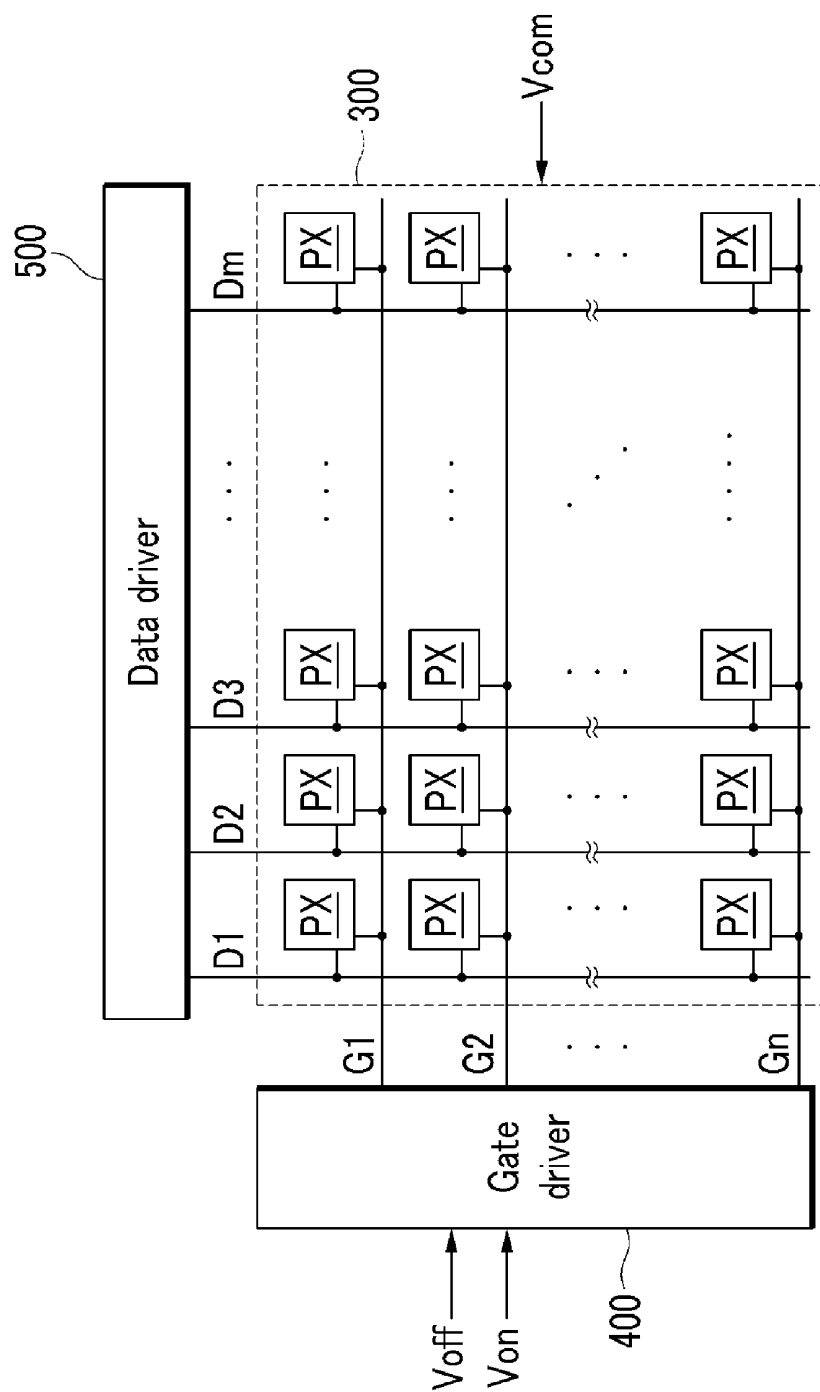 500
Data driver
300
D1 D2 D3 Dm
Vcom
G1
PX PX PX PX
G2
PX PX PX PX
Gn
PX PX PX PX
Gate
driver
Voff
Von
400